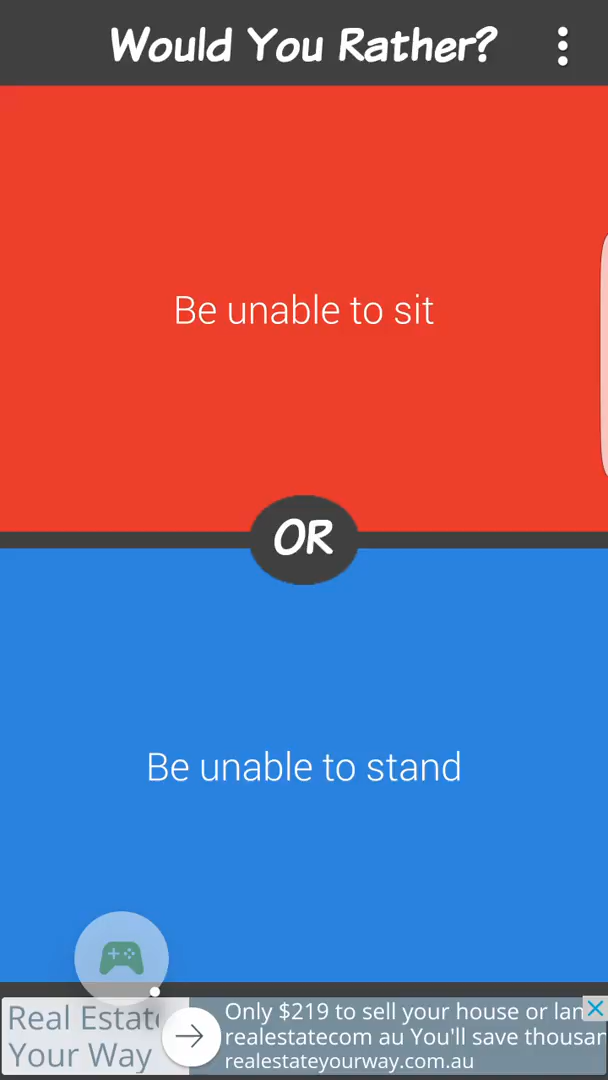 Would You Rather?
Be unable to sit
OR
Be unable to stand
Real Estate
Your Way
Only $219 to sell your house or lan
realestatecom au You'll save thousan
realestateyourway.com.au